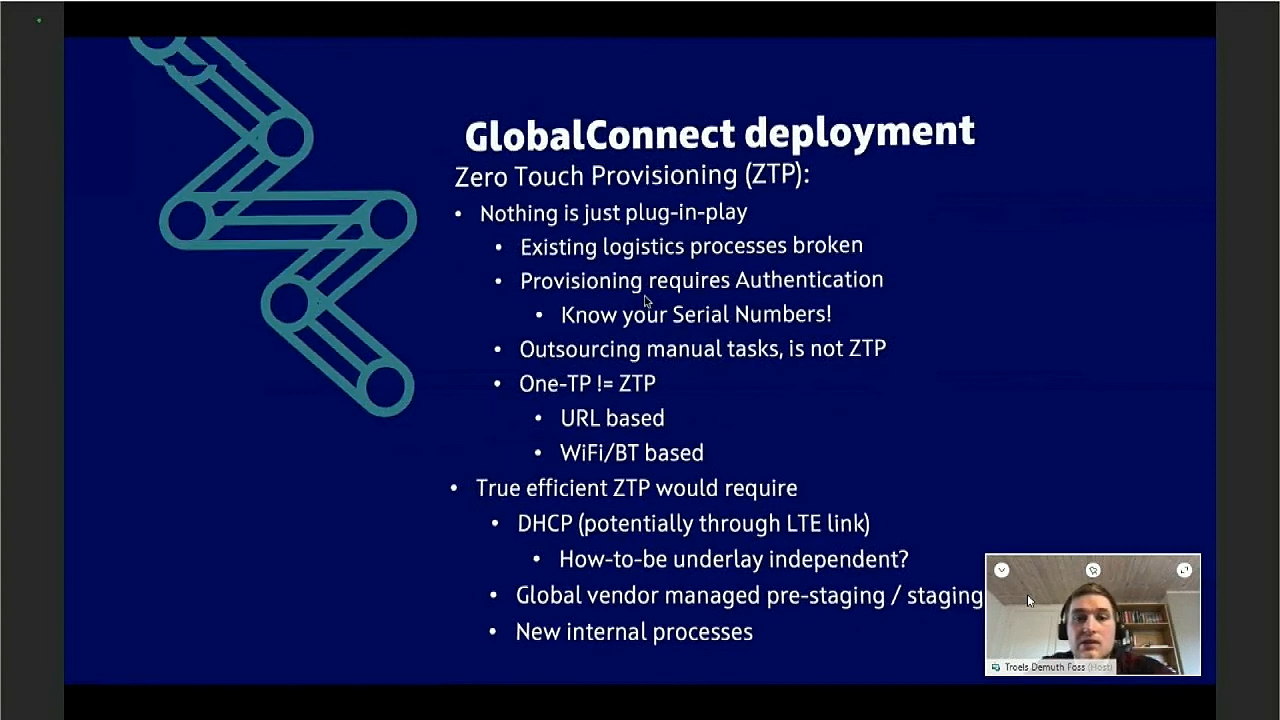 GlobalConnect deployment
Zero Touch Provisioning (ZTP):
• Nothing is just plug-in-play
• Existing logistics processes broken
• Provisioning requires Authentication
• Know your Serial Numbers!
• Outsourcing manual tasks, is not ZTP
• One-TP != ZTP
• URL based
• WiFi/BT based
• True efficient ZTP would require
• DHCP (potentially through LTE link)
• How-to-be underlay independent?
• Global vendor managed pre-staging / staging
• New internal processes
Troels Demuth Foss (Host)